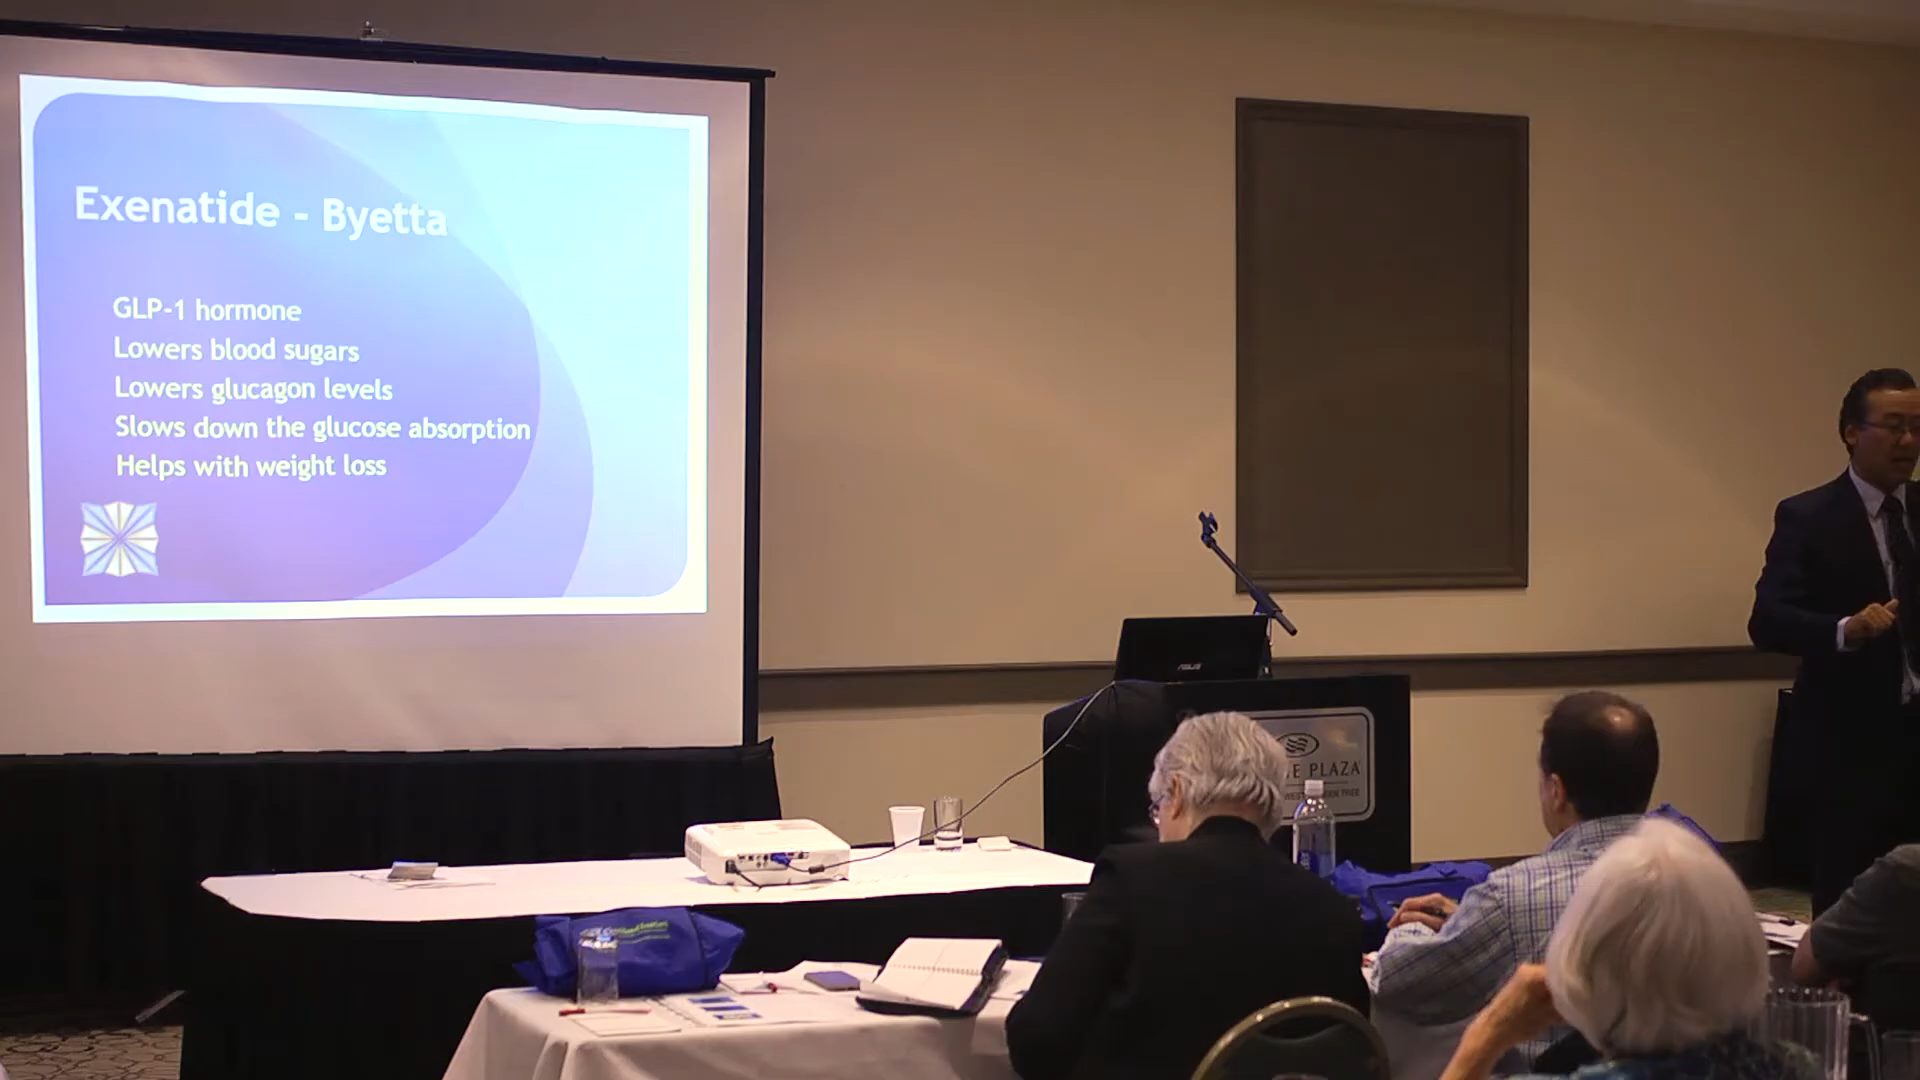 Exenatide - Byetta
GLP-1 hormone
Lowers blood sugars
Lowers glucagon levels
Slows down the glucose absorption
Helps with weight loss
ASUS
PLAZA